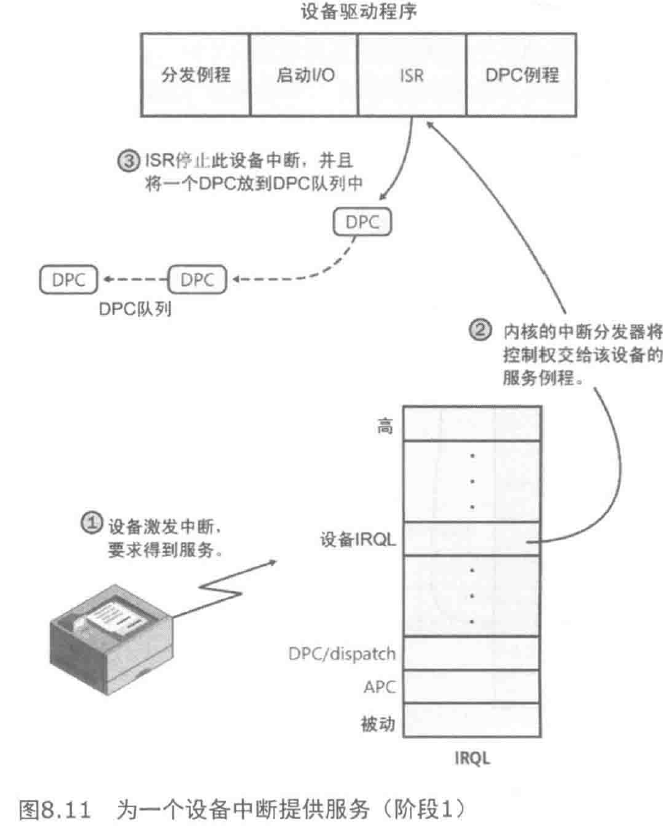 设备驱动程序
分发例程
启动I/O
ISR
DPC例程
③ ISR停止此设备中断，并且
将一个DPC放到DPC队列中
DPC
DPC
DPC
DPC队列
② 内核的中断分发器将
控制权交给该设备的
服务例程。
高
① 设备激发中断，
要求得到服务。
设备IRQL
DPC/dispatch
APC
被动
IRQL
图8.11 为一个设备中断提供服务（阶段1）